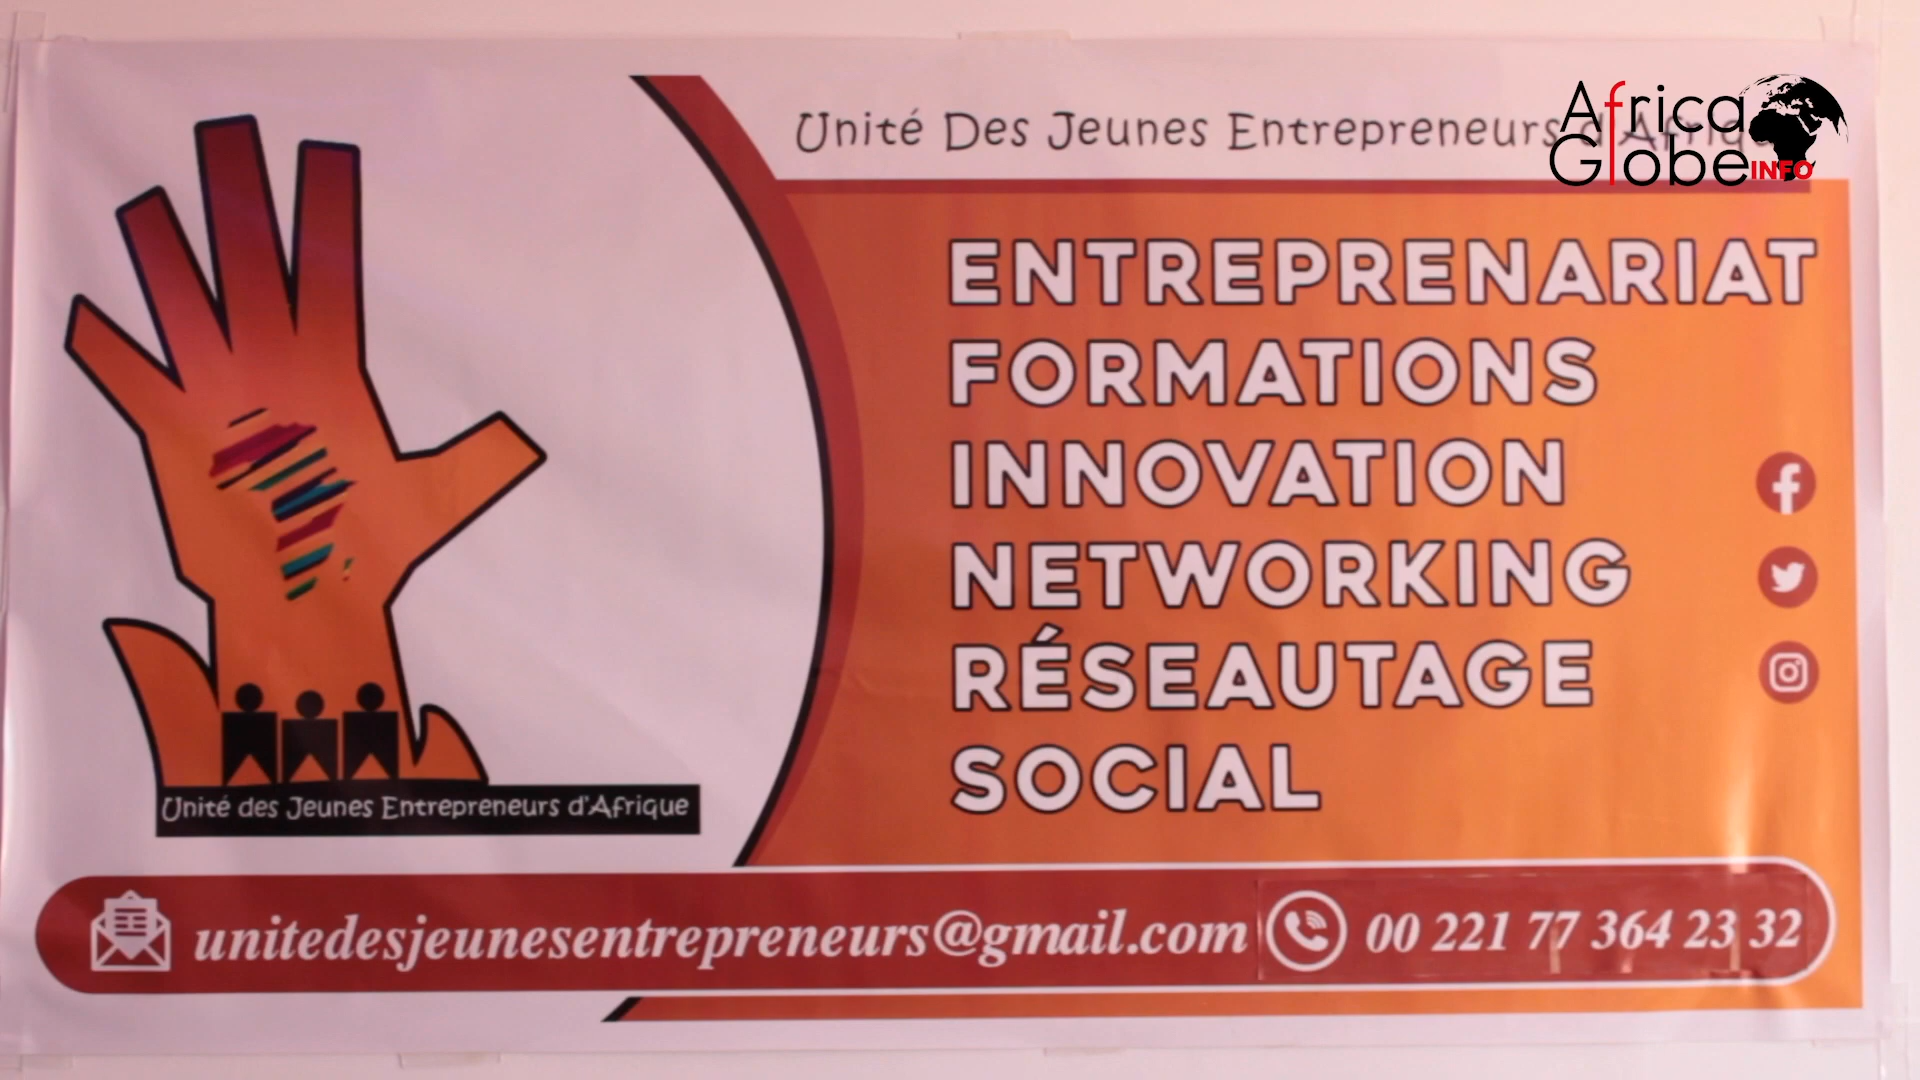 Africa
Globe INFO
Unité Des Jeunes Entrepreneurs d'Afrique
ENTREPRENARIAT
FORMATIONS
INNOVATION
NETWORKING
RÉSEAUTAGE
SOCIAL
Unité des Jeunes Entrepreneurs d'Afrique
unitedesjeunesentrepreneurs@gmail.com
00 221 77 364 23 32